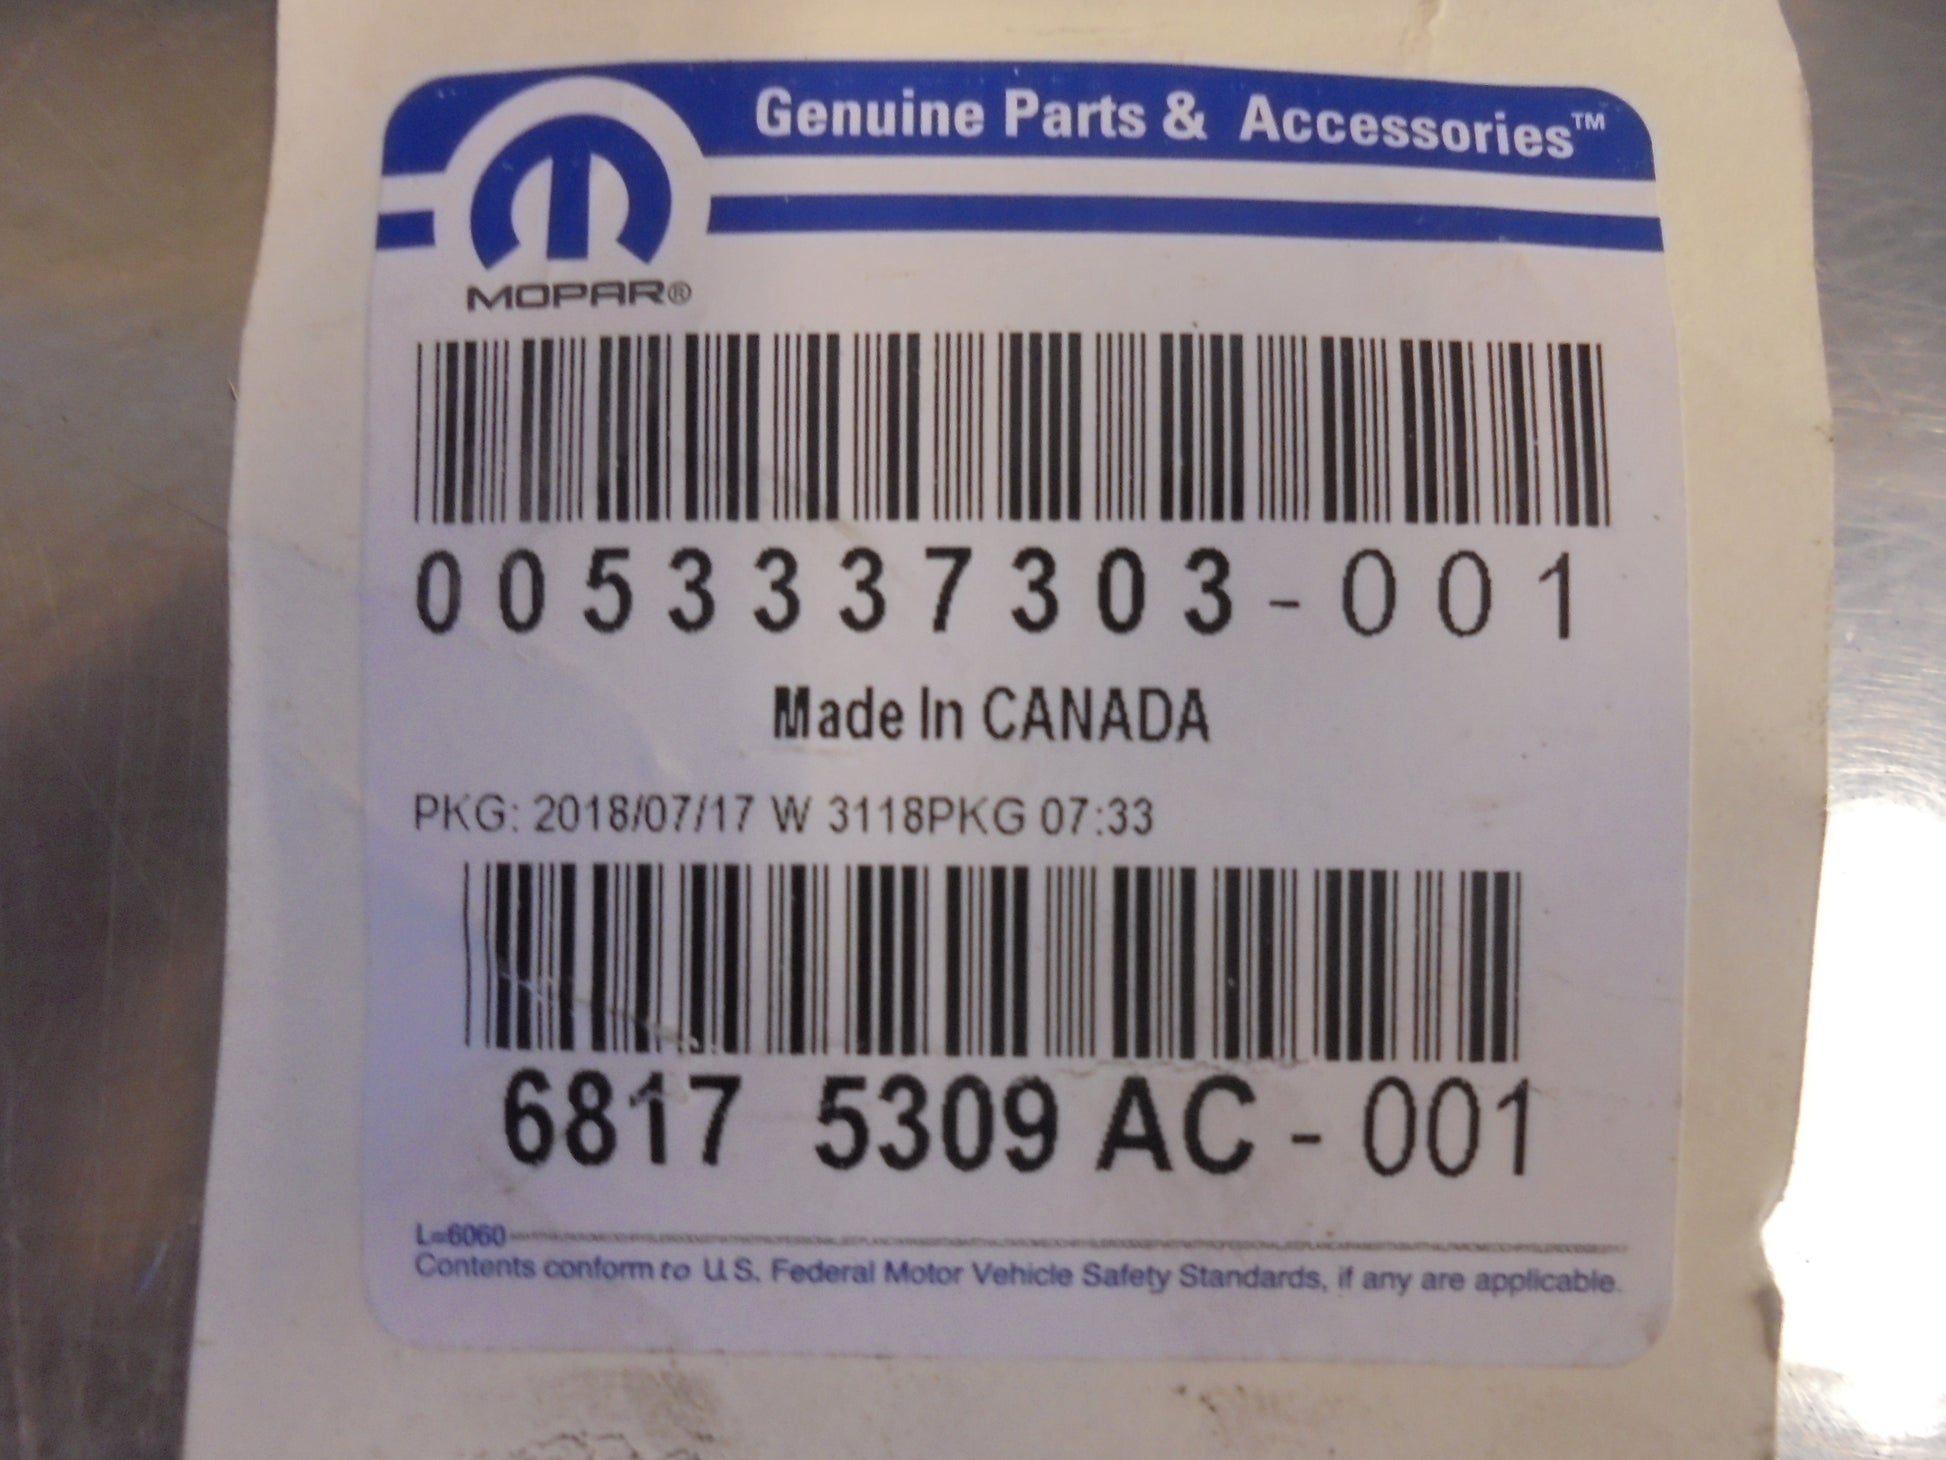 Genuine Parts & Accessories™
MOPAR®
0053337303-001
Made In CANADA
PKG: 2018/07/17 W 3118PKG 07:33
6817 5309 AC - 001
L=6060
Contents conform to U.S. Federal Motor Vehicle Safety Standards, if any are applicable.